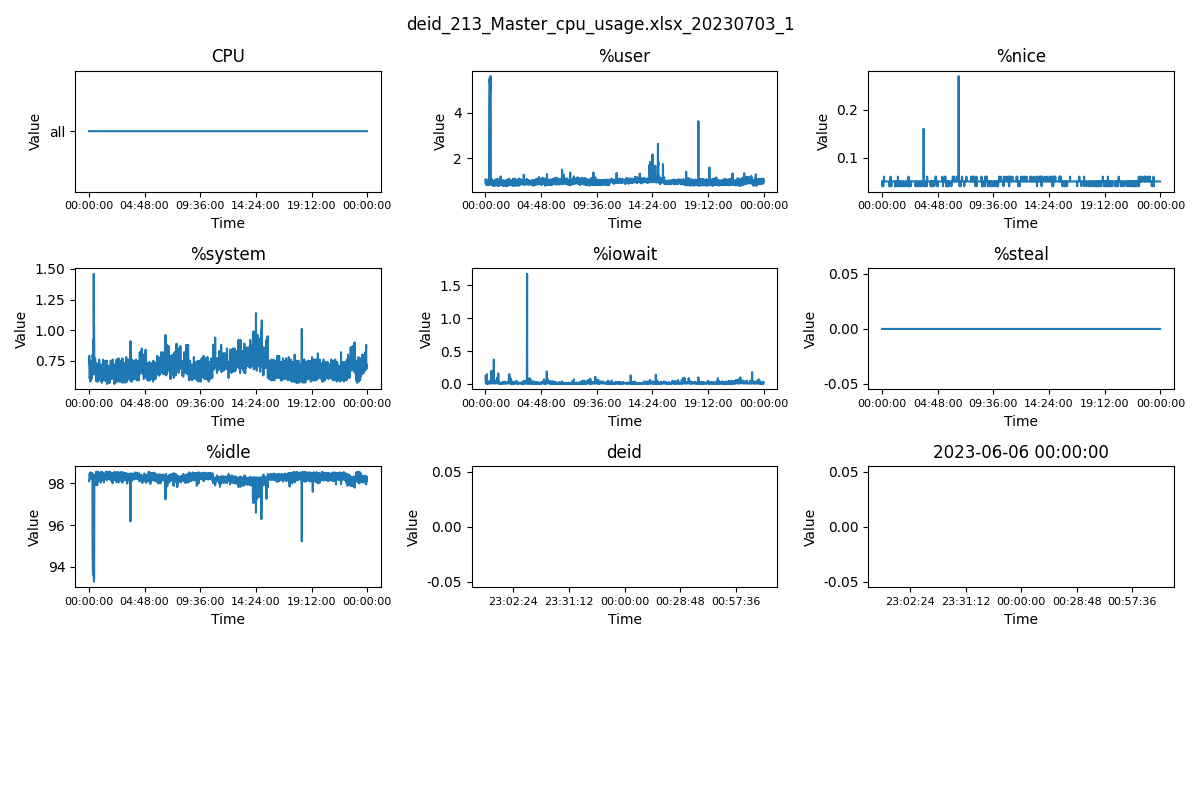 deid_213_Master_cpu_usage.xlsx_20230703_1
CPU
Value
all
00:00:00 04:48:00 09:36:00 14:24:00 19:12:00 00:00:00
Time
%user
Value
4
2
00:00:00 04:48:00 09:36:00 14:24:00 19:12:00 00:00:00
Time
%nice
Value
0.2
0.1
00:00:00 04:48:00 09:36:00 14:24:00 19:12:00 00:00:00
Time
%system
Value
1.50
1.25
1.00
0.75
00:00:00 04:48:00 09:36:00 14:24:00 19:12:00 00:00:00
Time
%iowait
Value
1.5
1.0
0.5
0.0
00:00:00 04:48:00 09:36:00 14:24:00 19:12:00 00:00:00
Time
%steal
Value
0.05
0.00
-0.05
00:00:00 04:48:00 09:36:00 14:24:00 19:12:00 00:00:00
Time
%idle
Value
98
96
94
00:00:00 04:48:00 09:36:00 14:24:00 19:12:00 00:00:00
Time
deid
Value
0.05
0.00
-0.05
23:02:24 23:31:12 00:00:00 00:28:48 00:57:36
Time
2023-06-06 00:00:00
Value
0.05
0.00
-0.05
23:02:24 23:31:12 00:00:00 00:28:48 00:57:36
Time